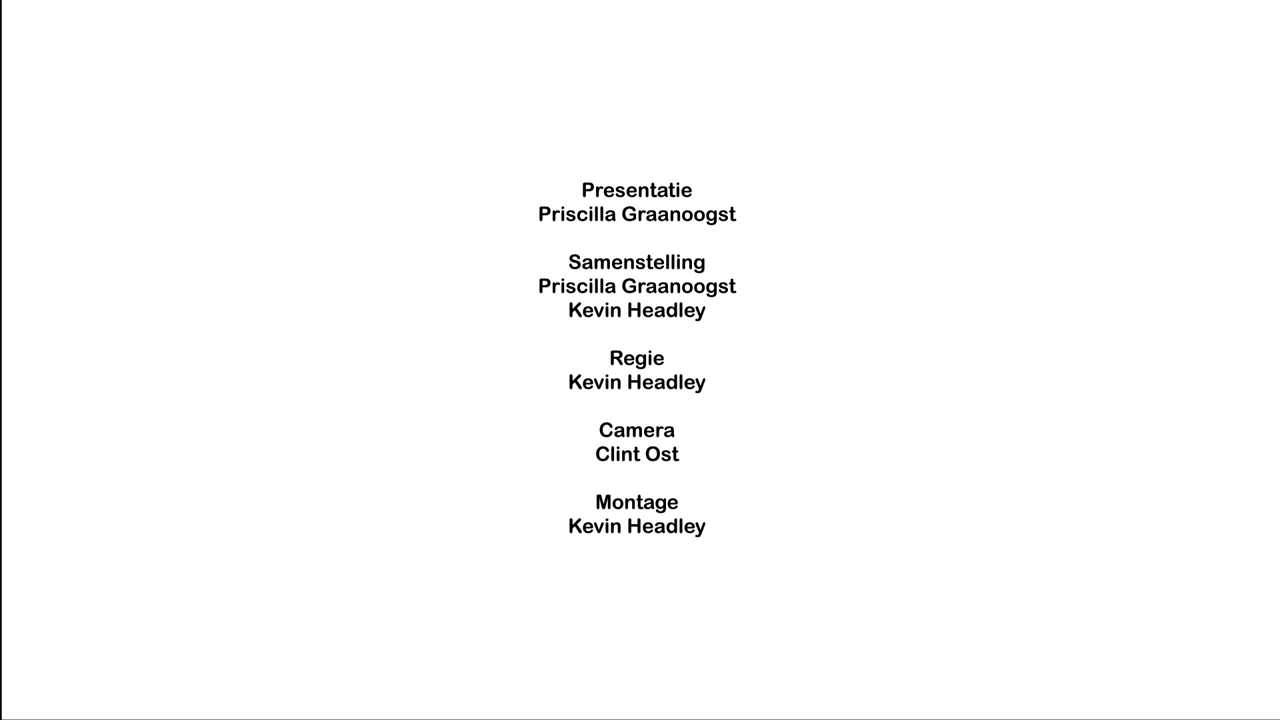 Presentatie
Priscilla Graanoogst
Samenstelling
Priscilla Graanoogst
Kevin Headley
Regie
Kevin Headley
Camera
Clint Ost
Montage
Kevin Headley